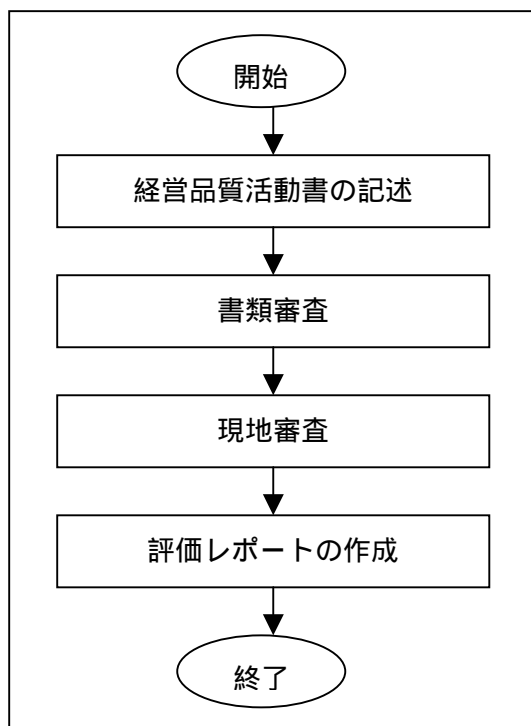 開始
経営品質活動書の記述
書類審査
現地審査
評価レポートの作成
終了